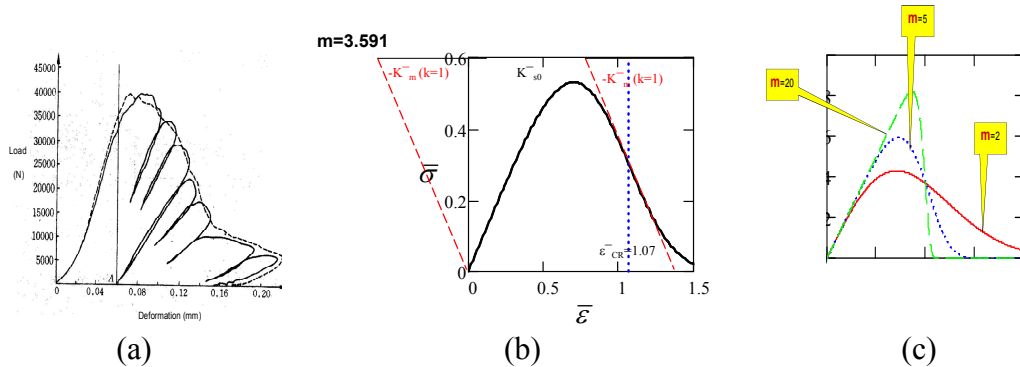 45000
40000
35000
30000
25000
20000
15000
10000
5000
0
0.04
0.08
0.12
0.16
0.20
Load
(N)
A
Deformation (mm)
(a)
m=3.591
0.6
0.4
0.2
0
0
0.5
1
1.5
-K̄m (k=1)
K̄s0
-K̄m (k=1)
σ̄
ε̄CR=1.07
ε̄
(b)
m=5
m=20
m=2
(c)